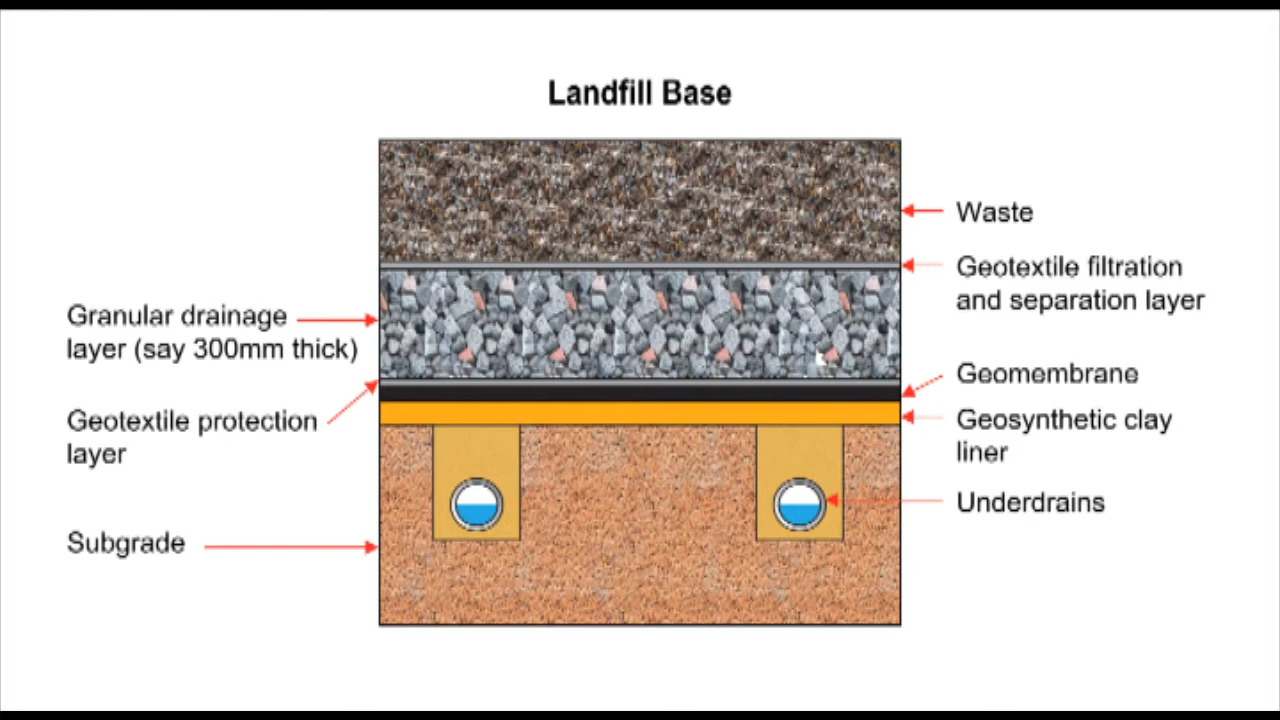 Landfill Base
Waste
Geotextile filtration
and separation layer
Granular drainage
layer (say 300mm thick)
Geomembrane
Geotextile protection
layer
Geosynthetic clay
liner
Underdrains
Subgrade